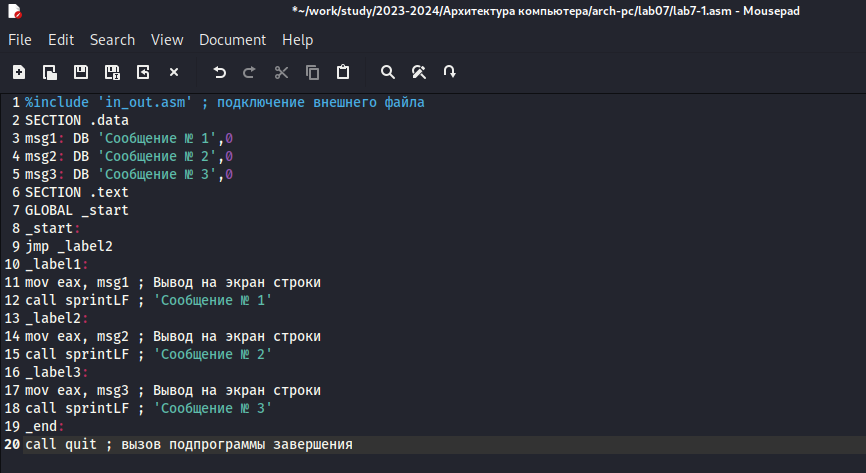 *~/work/study/2023-2024/Архитектура компьютера/arch-pc/lab07/lab7-1.asm - Mousepad
File Edit Search View Document Help
1 %include 'in_out.asm' ; подключение внешнего файла
2 SECTION .data
3 msg1: DB 'Сообщение № 1',0
4 msg2: DB 'Сообщение № 2',0
5 msg3: DB 'Сообщение № 3',0
6 SECTION .text
7 GLOBAL _start
8 _start:
9 jmp _label2
10 _label1:
11 mov eax, msg1 ; Вывод на экран строки
12 call sprintLF ; 'Сообщение № 1'
13 _label2:
14 mov eax, msg2 ; Вывод на экран строки
15 call sprintLF ; 'Сообщение № 2'
16 _label3:
17 mov eax, msg3 ; Вывод на экран строки
18 call sprintLF ; 'Сообщение № 3'
19 _end:
20 call quit ; вызов подпрограммы завершения